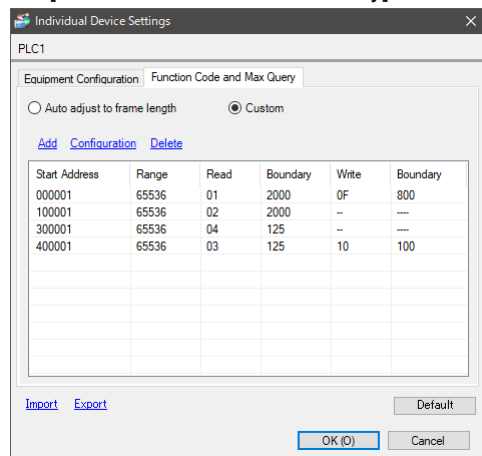 Individual Device Settings
PLC1
Equipment Configuration Function Code and Max Query
Auto adjust to frame length Custom
Add Configuration Delete
Start Address Range Read Boundary Write Boundary
000001 65536 01 2000 0F 800
100001 65536 02 2000 -- ----
300001 65536 04 125 -- ----
400001 65536 03 125 10 100
Import Export Default
OK (O) Cancel